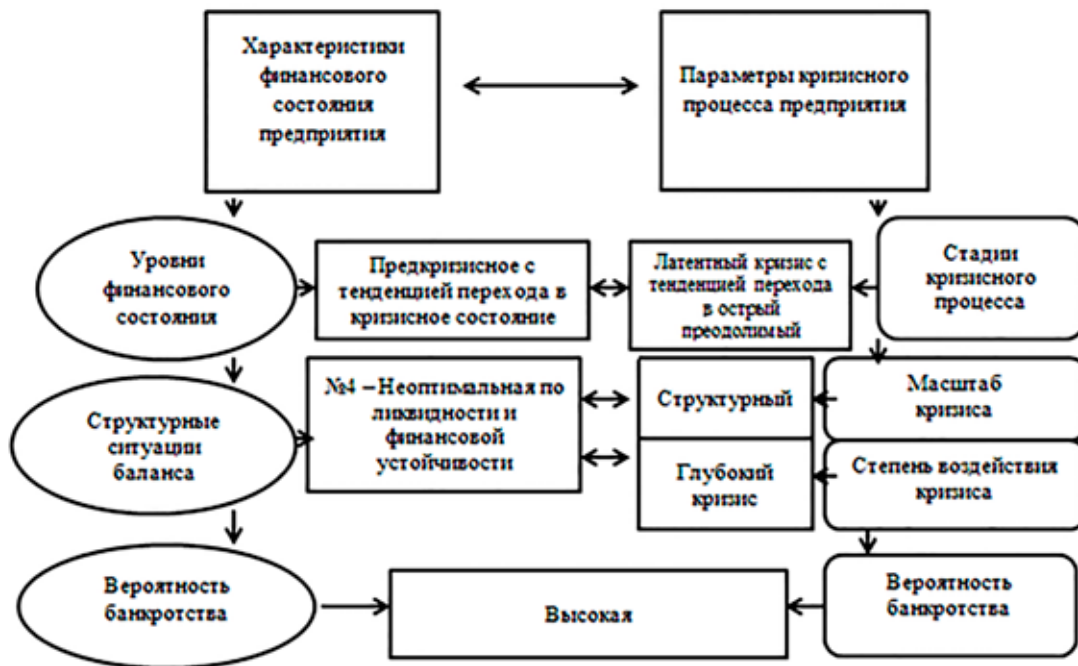 Характеристики
финансового
состояния
предприятия
Параметры кризисного
процесса предприятия
Уровни
финансового
состояния
Предкризисное с
тенденцией перехода в
кризисное состояние
Латентный кризис с
тенденцией перехода
в острый
преодолимый
Стадии
кризисного
процесса
Структурные
ситуации
баланса
№4 – Неоптимальная по
ликвидности и
финансовой
устойчивости
Структурный
Масштаб
кризиса
Глубокий
кризис
Степень воздействия
кризиса
Вероятность
банкротства
Высокая
Вероятность
банкротства